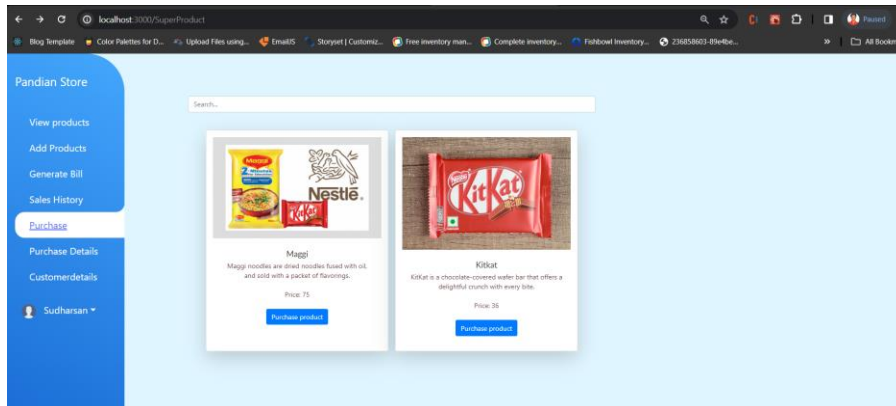 localhost:3000/SuperProduct
Paused
Blog Template
Color Palettes for D...
Upload Files using...
EmailJS
Storyset | Customiz...
Free inventory man...
Complete inventory...
Fishbowl Inventory...
236858603-89e4be...
»
All Bookm
Pandian Store
View products
Add Products
Generate Bill
Sales History
Purchase
Purchase Details
Customerdetails
Sudharsan
Search...
Maggi
Nestlé.
KitKat
Maggi
Maggi noodles are dried noodles fused with oil,
and sold with a packet of flavorings.
Price: 75
Purchase product
Nestlé
KitKat
Kitkat
KitKat is a chocolate-covered wafer bar that offers a
delightful crunch with every bite.
Price: 36
Purchase product